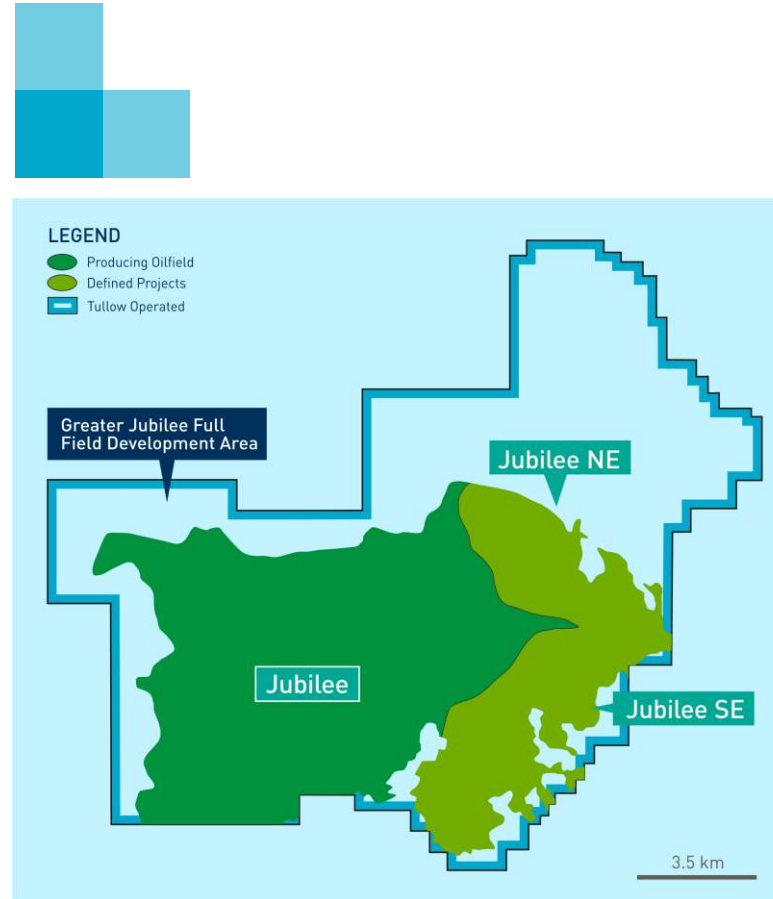 LEGEND
Producing Oilfield
Defined Projects
Tullow Operated
Greater Jubilee Full
Field Development Area
Jubilee NE
Jubilee
Jubilee SE
3.5 km